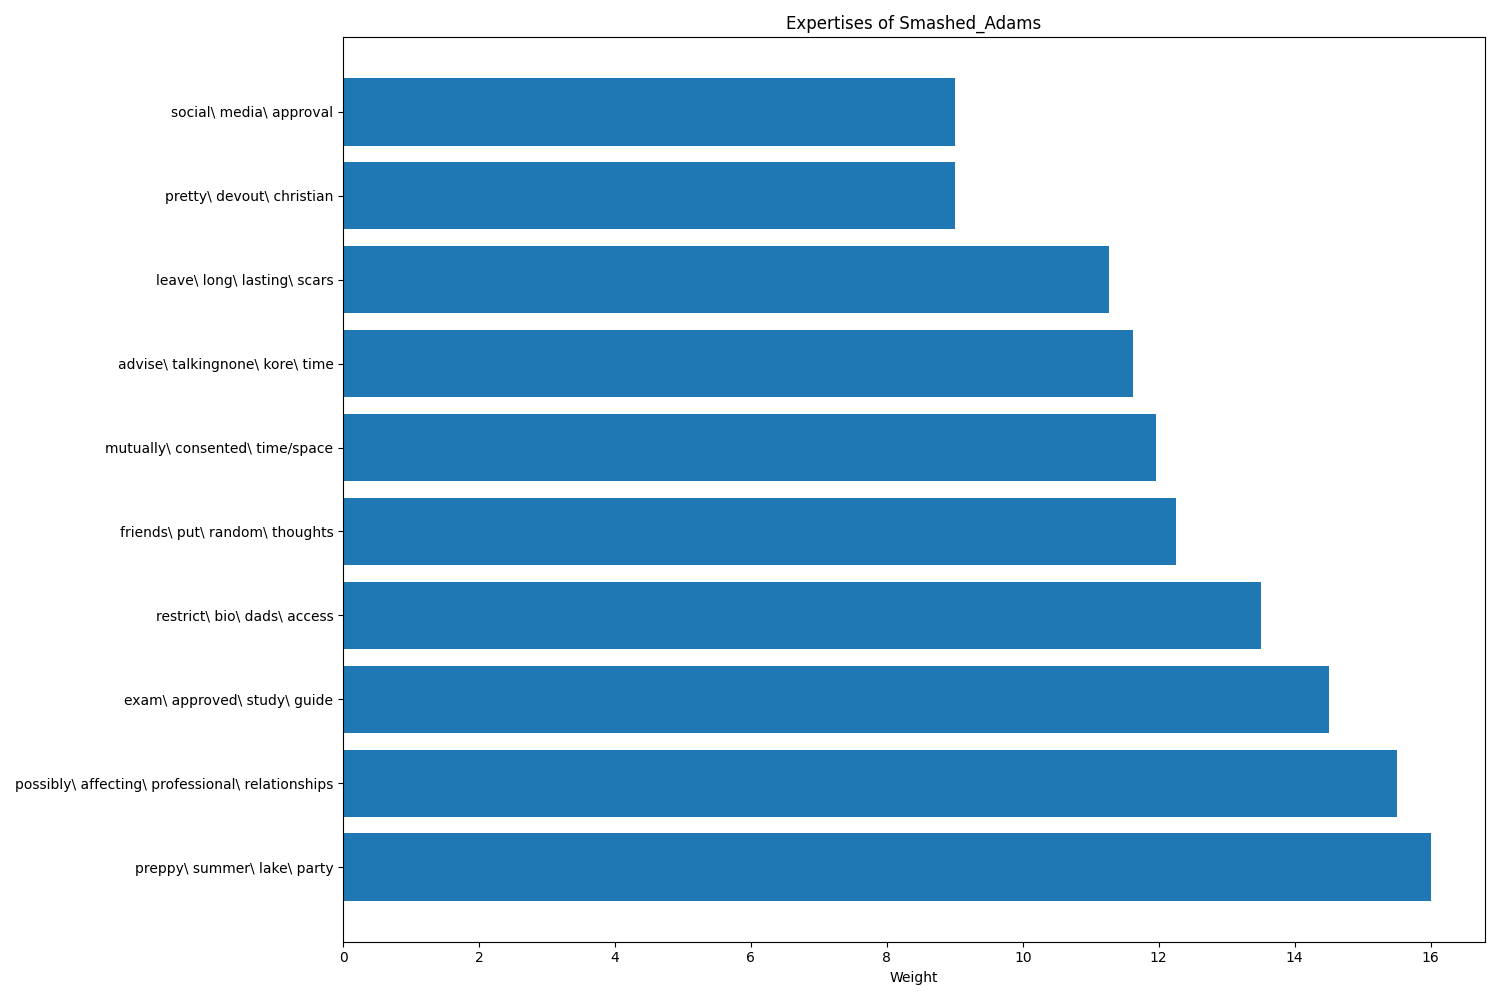 Expertises of Smashed_Adams
social\ media\ approval
pretty\ devout\ christian
leave\ long\ lasting\ scars
advise\ talkingnone\ kore\ time
mutually\ consented\ time/space
friends\ put\ random\ thoughts
restrict\ bio\ dads\ access
exam\ approved\ study\ guide
possibly\ affecting\ professional\ relationships
preppy\ summer\ lake\ party
0 2 4 6 8 10 12 14 16
Weight